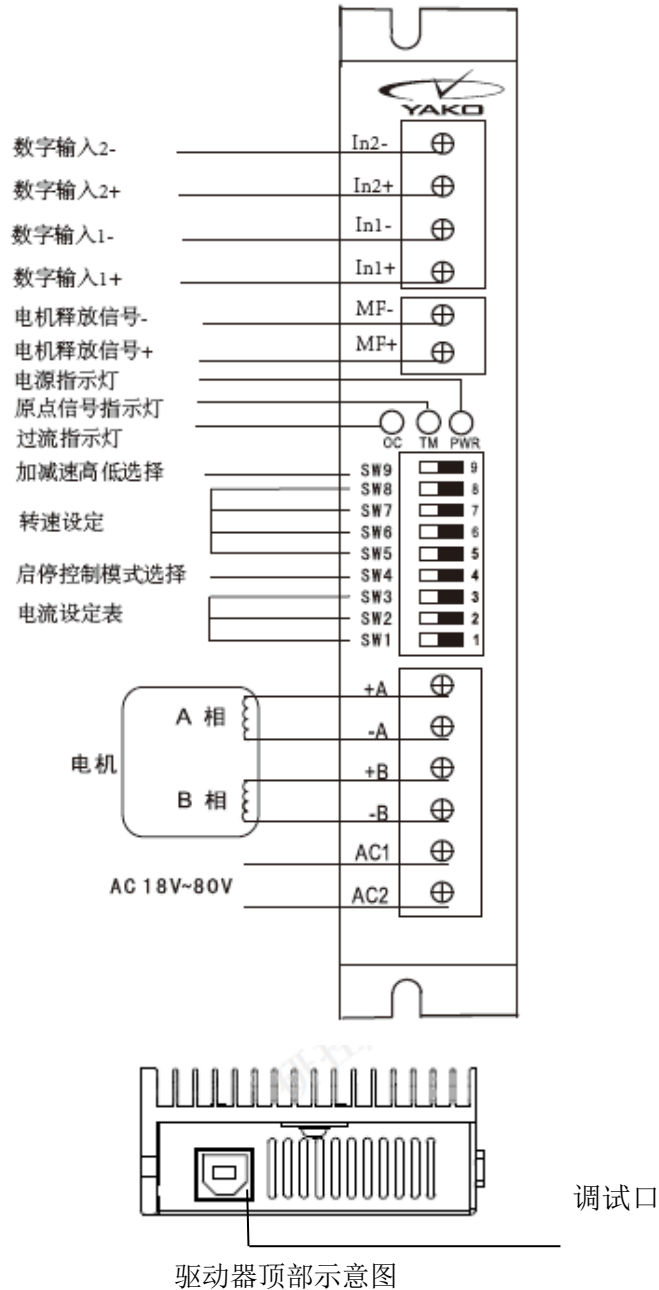 YAKO
数字输入2- In2-
数字输入2+ In2+
数字输入1- In1-
数字输入1+ In1+
电机释放信号- MF-
电机释放信号+ MF+
电源指示灯
原点信号指示灯
过流指示灯
OC TM PWR
加减速高低选择 SW9 9
SW8 8
转速设定 SW7 7
SW6 6
SW5 5
启停控制模式选择 SW4 4
SW3 3
电流设定表 SW2 2
SW1 1
+A
A 相 -A
电机 +B
B 相 -B
AC1
AC 18V~80V AC2
调试口
驱动器顶部示意图